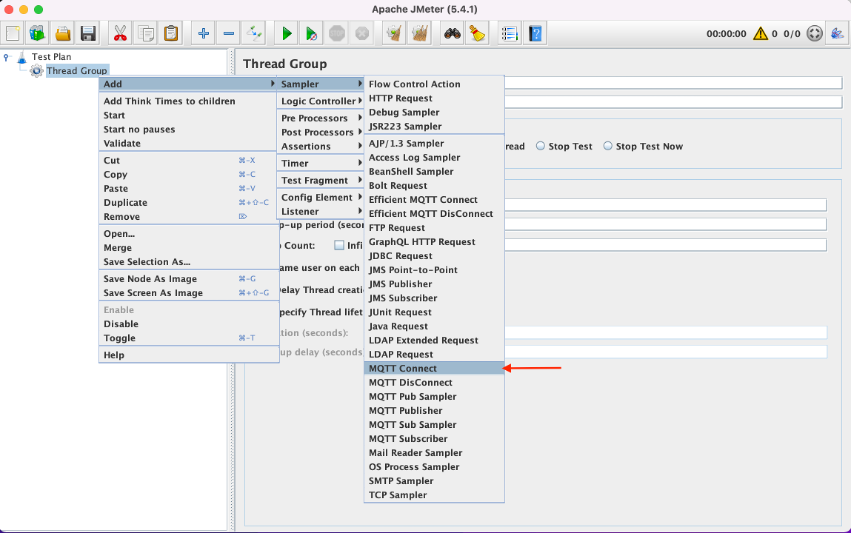 Apache JMeter (5.4.1)
00:00:00 0 0/0
Test Plan
Thread Group
Thread Group
Add
Add Think Times to children
Start
Start no pauses
Validate
Cut ⌘-X
Copy ⌘-C
Paste ⌘-V
Duplicate ⌘+⇧-C
Remove ⌦
Open...
Merge
Save Selection As...
Save Node As Image ⌘-G
Save Screen As Image ⌘+⇧-G
Enable
Disable
Toggle ⌘-T
Help
Sampler
Logic Controller
Pre Processors
Post Processors
Assertions
Timer
Test Fragment
Config Element
Listener
Flow Control Action
HTTP Request
Debug Sampler
JSR223 Sampler
AJP/1.3 Sampler
Access Log Sampler
BeanShell Sampler
Bolt Request
Efficient MQTT Connect
Efficient MQTT DisConnect
FTP Request
GraphQL HTTP Request
JDBC Request
JMS Point-to-Point
JMS Publisher
JMS Subscriber
JUnit Request
Java Request
LDAP Extended Request
LDAP Request
MQTT Connect
MQTT DisConnect
MQTT Pub Sampler
MQTT Publisher
MQTT Sub Sampler
MQTT Subscriber
Mail Reader Sampler
OS Process Sampler
SMTP Sampler
TCP Sampler
read Stop Test Stop Test Now
p-up period (seco
Count: Infi
ame user on each
Delay Thread creatio
pecify Thread lifet
tion (seconds):
up delay (seconds